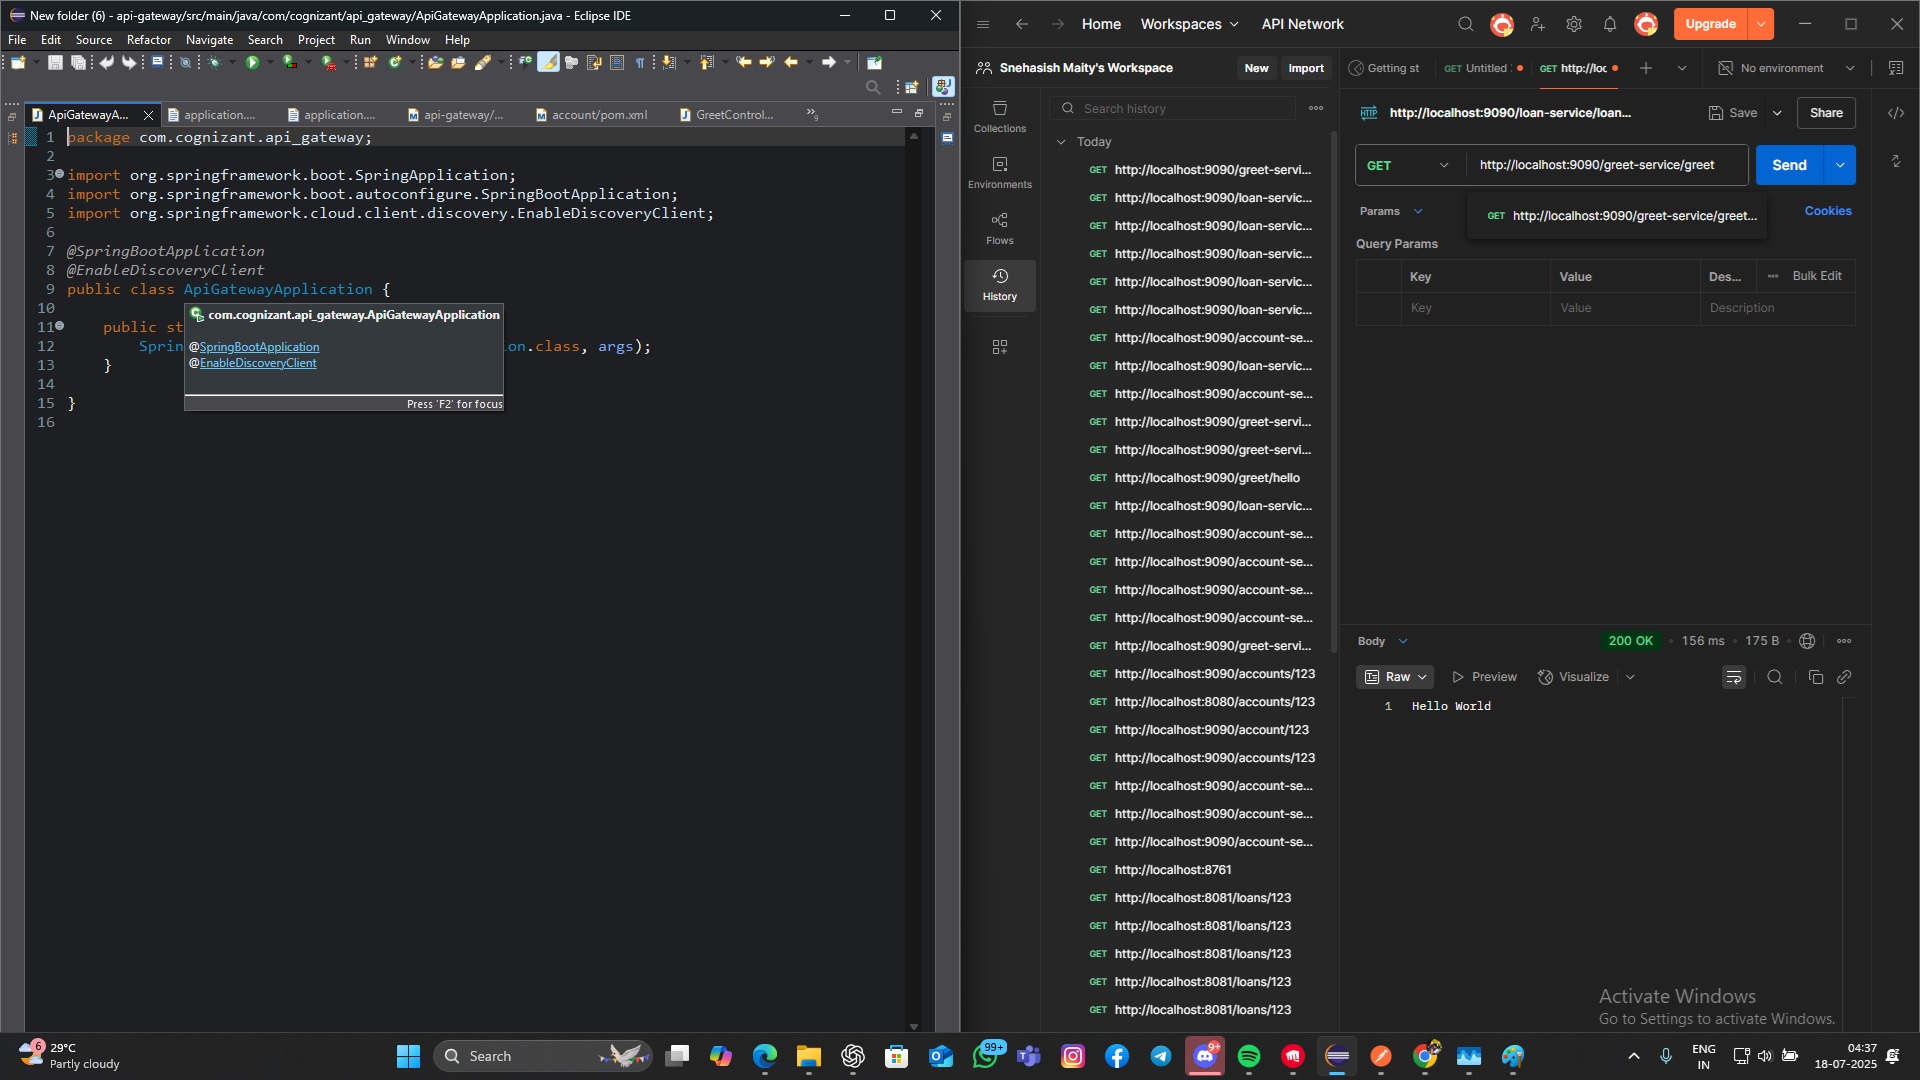 New folder (6) - api-gateway/src/main/java/com/cognizant/api_gateway/ApiGatewayApplication.java - Eclipse IDE
File Edit Source Refactor Navigate Search Project Run Window Help
ApiGatewayA... application.... application.... api-gateway/... account/pom.xml GreetControl... »9
1 package com.cognizant.api_gateway;
2
3 import org.springframework.boot.SpringApplication;
4 import org.springframework.boot.autoconfigure.SpringBootApplication;
5 import org.springframework.cloud.client.discovery.EnableDiscoveryClient;
6
7 @SpringBootApplication
8 @EnableDiscoveryClient
9 public class ApiGatewayApplication {
10
11 public st
12 Sprin on.class, args);
13 }
14
15 }
16
com.cognizant.api_gateway.ApiGatewayApplication
@SpringBootApplication
@EnableDiscoveryClient
Press 'F2' for focus
Home Workspaces API Network Upgrade
Snehasish Maity's Workspace New Import
Collections
Environments
Flows
History
Search history
Today
GET http://localhost:9090/greet-servi...
GET http://localhost:9090/loan-servic...
GET http://localhost:9090/loan-servic...
GET http://localhost:9090/loan-servic...
GET http://localhost:9090/loan-servic...
GET http://localhost:9090/loan-servic...
GET http://localhost:9090/account-se...
GET http://localhost:9090/loan-servic...
GET http://localhost:9090/account-se...
GET http://localhost:9090/greet-servi...
GET http://localhost:9090/greet-servi...
GET http://localhost:9090/greet/hello
GET http://localhost:9090/loan-servic...
GET http://localhost:9090/account-se...
GET http://localhost:9090/account-se...
GET http://localhost:9090/account-se...
GET http://localhost:9090/account-se...
GET http://localhost:9090/greet-servi...
GET http://localhost:9090/accounts/123
GET http://localhost:8080/accounts/123
GET http://localhost:9090/account/123
GET http://localhost:9090/accounts/123
GET http://localhost:9090/account-se...
GET http://localhost:9090/account-se...
GET http://localhost:9090/account-se...
GET http://localhost:8761
GET http://localhost:8081/loans/123
GET http://localhost:8081/loans/123
GET http://localhost:8081/loans/123
GET http://localhost:8081/loans/123
GET http://localhost:8081/loans/123
Getting st GET Untitled GET http://loc No environment
HTTP http://localhost:9090/loan-service/loan... Save Share
GET http://localhost:9090/greet-service/greet Send
Params GET http://localhost:9090/greet-service/greet... Cookies
Query Params
Key Value Des... Bulk Edit
Key Value Description
Body 200 OK 156 ms 175 B
Raw Preview Visualize
1 Hello World
Activate Windows
Go to Settings to activate Windows.
6 29°C
Partly cloudy
Search
99+
9+
ENG
IN
04:37
18-07-2025